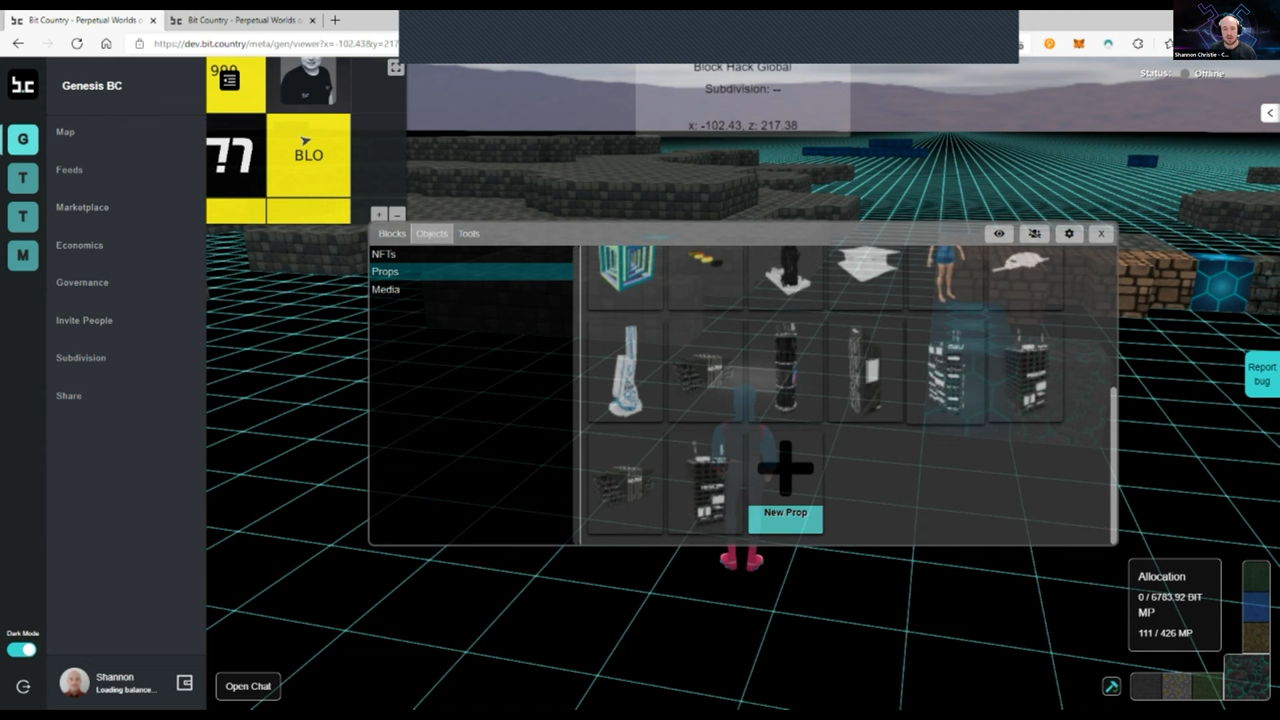 Bit Country - Perpetual Worlds o
Bit Country - Perpetual Worlds o
https://dev.bit.country/meta/gen/viewer?x=-102.43&y=217
Shannon Christie - C...
Genesis BC
G
T
T
M
Map
Feeds
Marketplace
Economics
Governance
Invite People
Subdivision
Share
BLO
Block Hack Global
Subdivision: --
x: -102.43, z: 217.38
Status: Offline
Blocks Objects Tools
X
NFTs
Props
Media
New Prop
Report
bug
Allocation
0 / 6783.92 BIT
MP
111 / 426 MP
Dark Mode
Shannon
Loading balance...
Open Chat